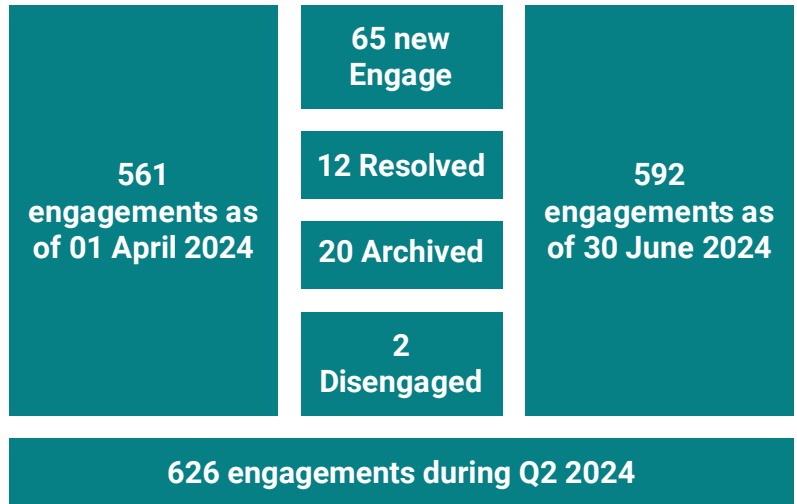 561
engagements as
of 01 April 2024
65 new
Engage
12 Resolved
20 Archived
2
Disengaged
592
engagements as
of 30 June 2024
626 engagements during Q2 2024